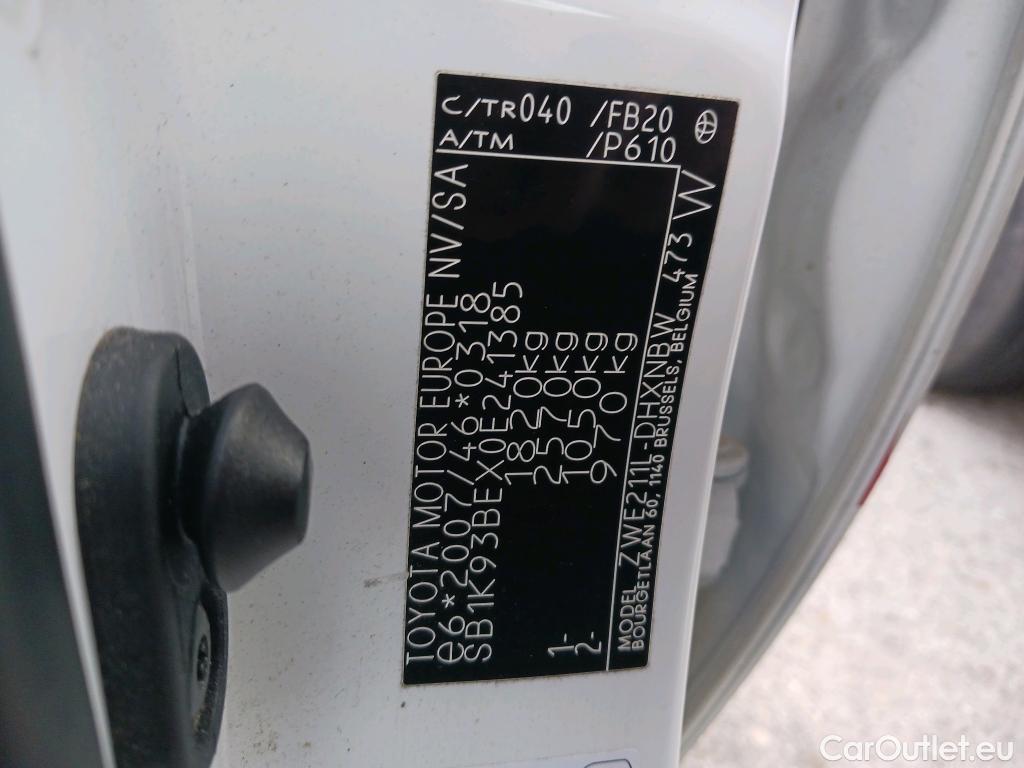 TOYOTA MOTOR EUROPE NV/SA
e6*2007/46*0318
SB1K93BEX0E241385
1820kg
2570kg
1- 1050kg
2- 970kg
MODEL ZWE211L-DHXNBW 473 W
BOURGETLAAN 60, 1140 BRUSSELS, BELGIUM
C/TR040 /FB20
A/TM /P610
CarOutlet.eu